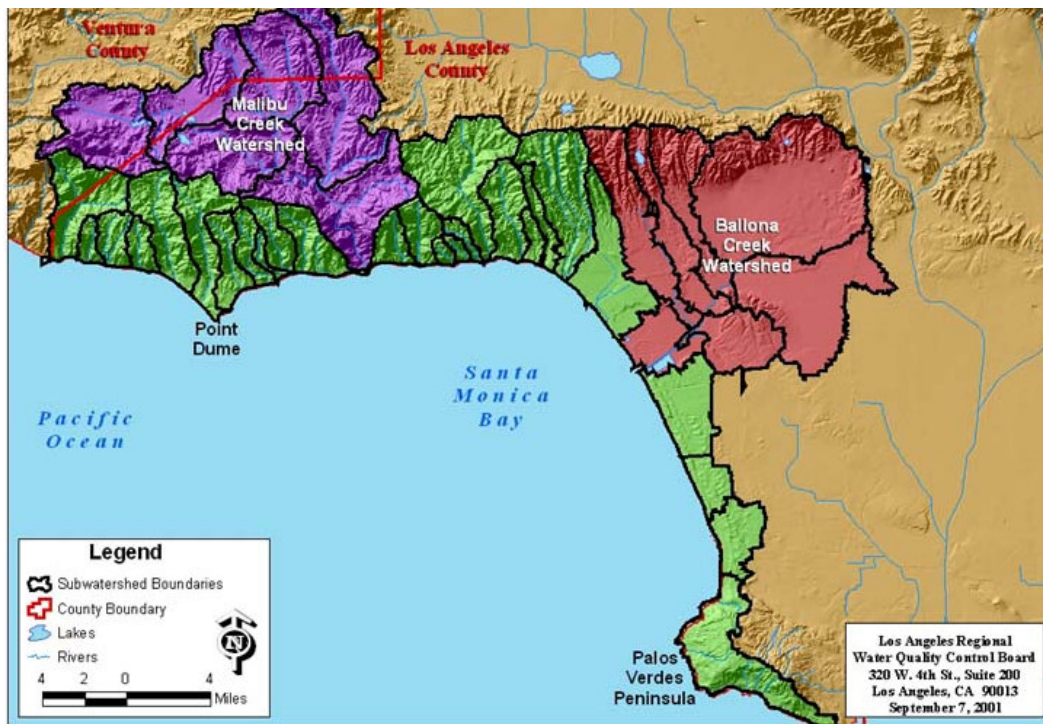 Ventura
County
Los Angeles
County
Malibu
Creek
Watershed
Ballona
Creek
Watershed
Point
Dume
Santa
Monica
Bay
Pacific
Ocean
Palos
Verdes
Peninsula
Legend
Subwatershed Boundaries
County Boundary
Lakes
Rivers
N
4 2 0 4
Miles
Los Angeles Regional
Water Quality Control Board
320 W. 4th St., Suite 200
Los Angeles, CA 90013
September 7, 2001